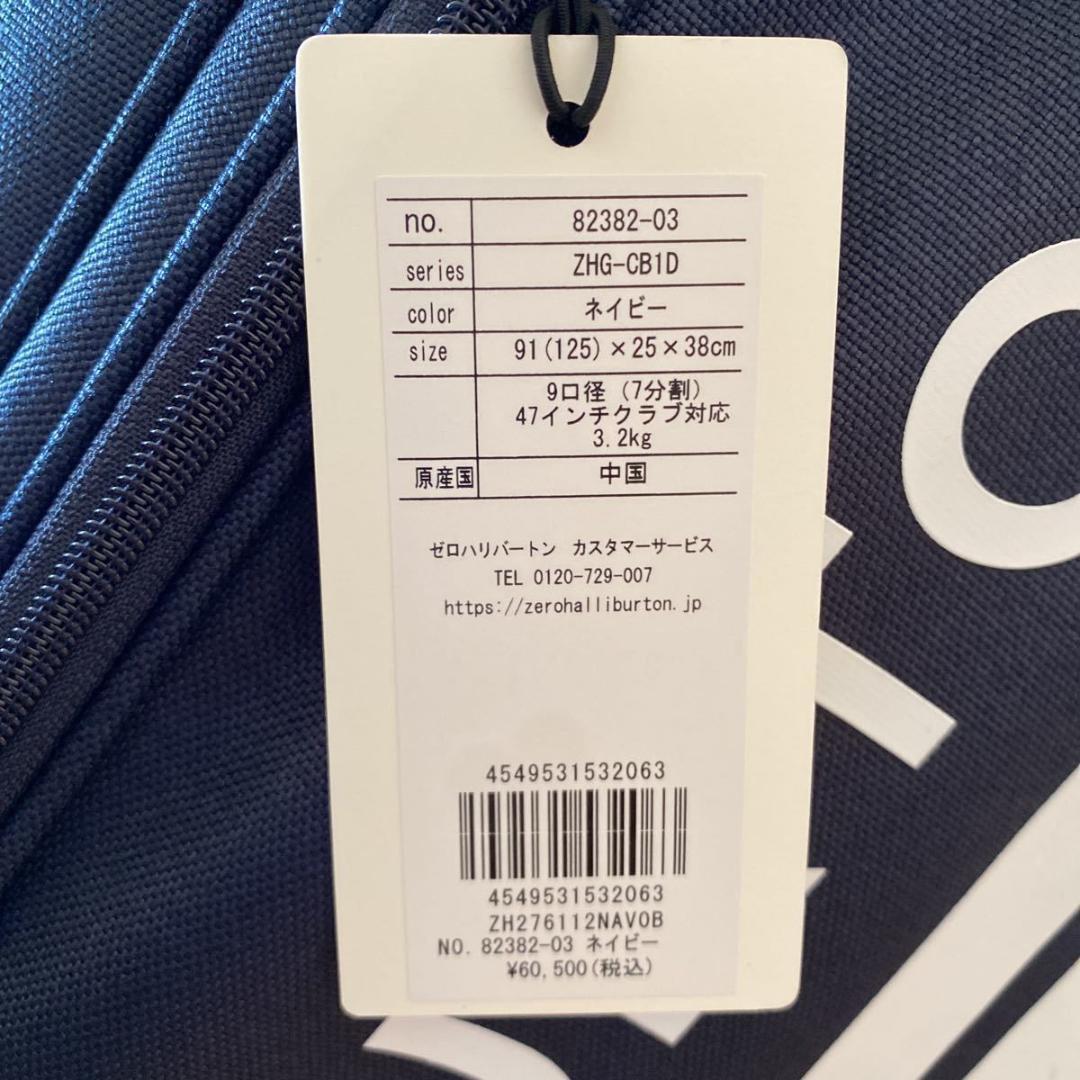 no. 82382-03
series ZHG-CB1D
color ネイビー
size 91(125)×25×38cm
9口径 (7分割)
47インチクラブ対応
3.2kg
原産国 中国
ゼロハリバートン カスタマーサービス
TEL 0120-729-007
https://zerohalliburton.jp
4549531532063
4549531532063
ZH276112NAV0B
NO. 82382-03 ネイビー
¥60,500(税込)